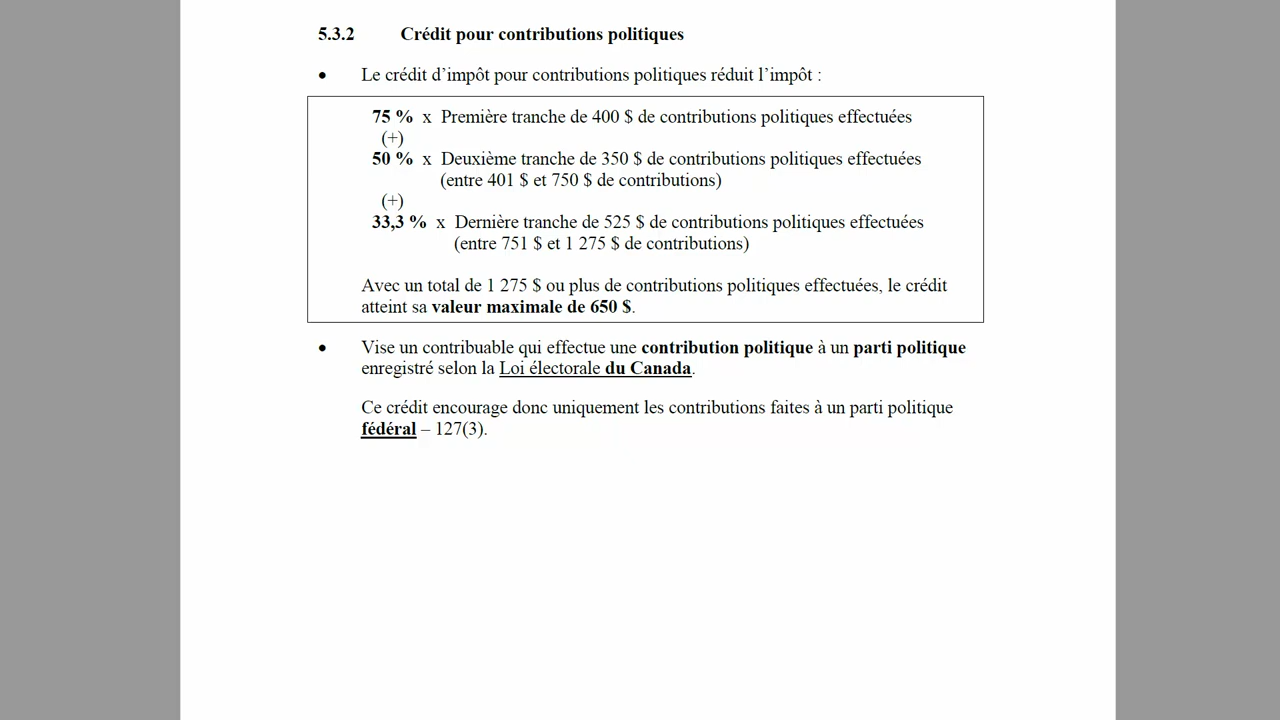 5.3.2 Crédit pour contributions politiques
• Le crédit d’impôt pour contributions politiques réduit l’impôt :
75 % x Première tranche de 400 $ de contributions politiques effectuées
(+)
50 % x Deuxième tranche de 350 $ de contributions politiques effectuées
(entre 401 $ et 750 $ de contributions)
(+)
33,3 % x Dernière tranche de 525 $ de contributions politiques effectuées
(entre 751 $ et 1 275 $ de contributions)
Avec un total de 1 275 $ ou plus de contributions politiques effectuées, le crédit
atteint sa valeur maximale de 650 $.
• Vise un contribuable qui effectue une contribution politique à un parti politique
enregistré selon la Loi électorale du Canada.
Ce crédit encourage donc uniquement les contributions faites à un parti politique
fédéral – 127(3).